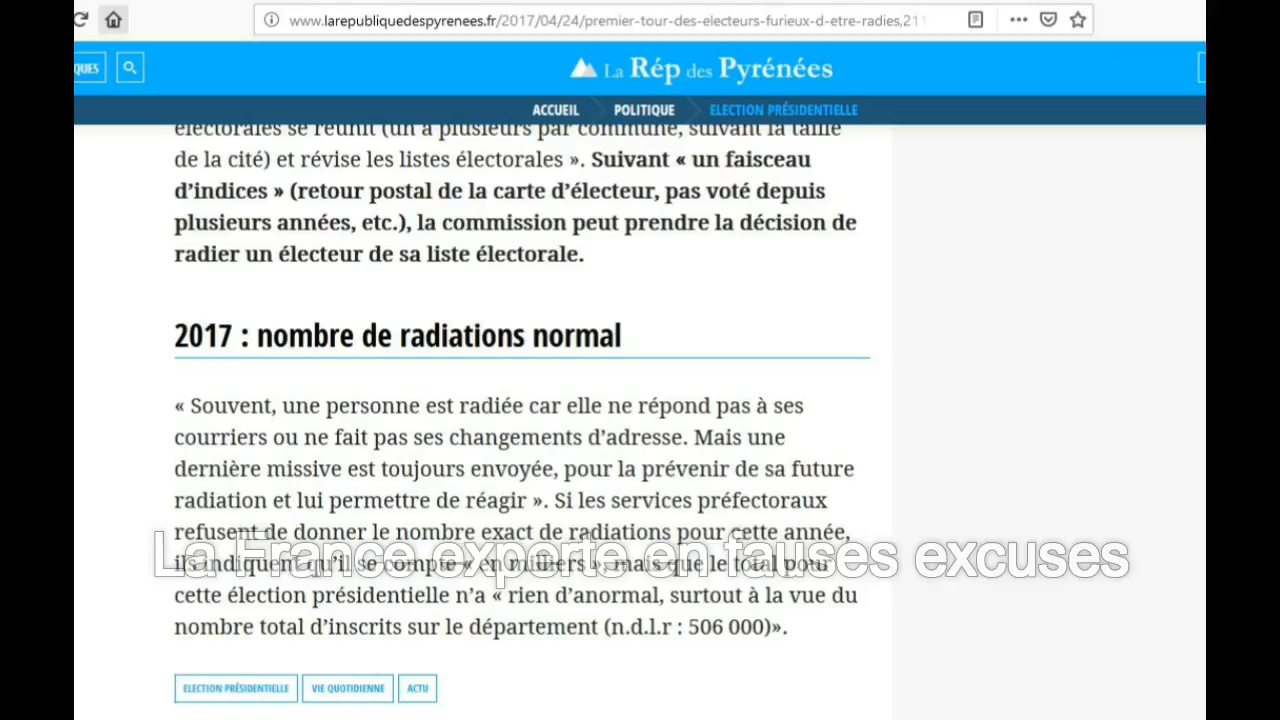 www.larepubliquedespyrenees.fr/2017/04/24/premier-tour-des-electeurs-furieux-d-etre-radies,211
QUES
La Rép des Pyrénées
ACCUEIL POLITIQUE ELECTION PRÉSIDENTIELLE
électorales se réunit (un à plusieurs par commune, suivant la taille
de la cité) et révise les listes électorales ». Suivant « un faisceau
d’indices » (retour postal de la carte d’électeur, pas voté depuis
plusieurs années, etc.), la commission peut prendre la décision de
radier un électeur de sa liste électorale.
2017 : nombre de radiations normal
« Souvent, une personne est radiée car elle ne répond pas à ses
courriers ou ne fait pas ses changements d’adresse. Mais une
dernière missive est toujours envoyée, pour la prévenir de sa future
radiation et lui permettre de réagir ». Si les services préfectoraux
refusent de donner le nombre exact de radiations pour cette année,
La France experte en fauses excuses
ils indiquent qu’il se compte « en milliers », mais que le total pour
cette élection présidentielle n’a « rien d’anormal, surtout à la vue du
nombre total d’inscrits sur le département (n.d.l.r : 506 000)».
ELECTION PRÉSIDENTIELLE VIE QUOTIDIENNE ACTU